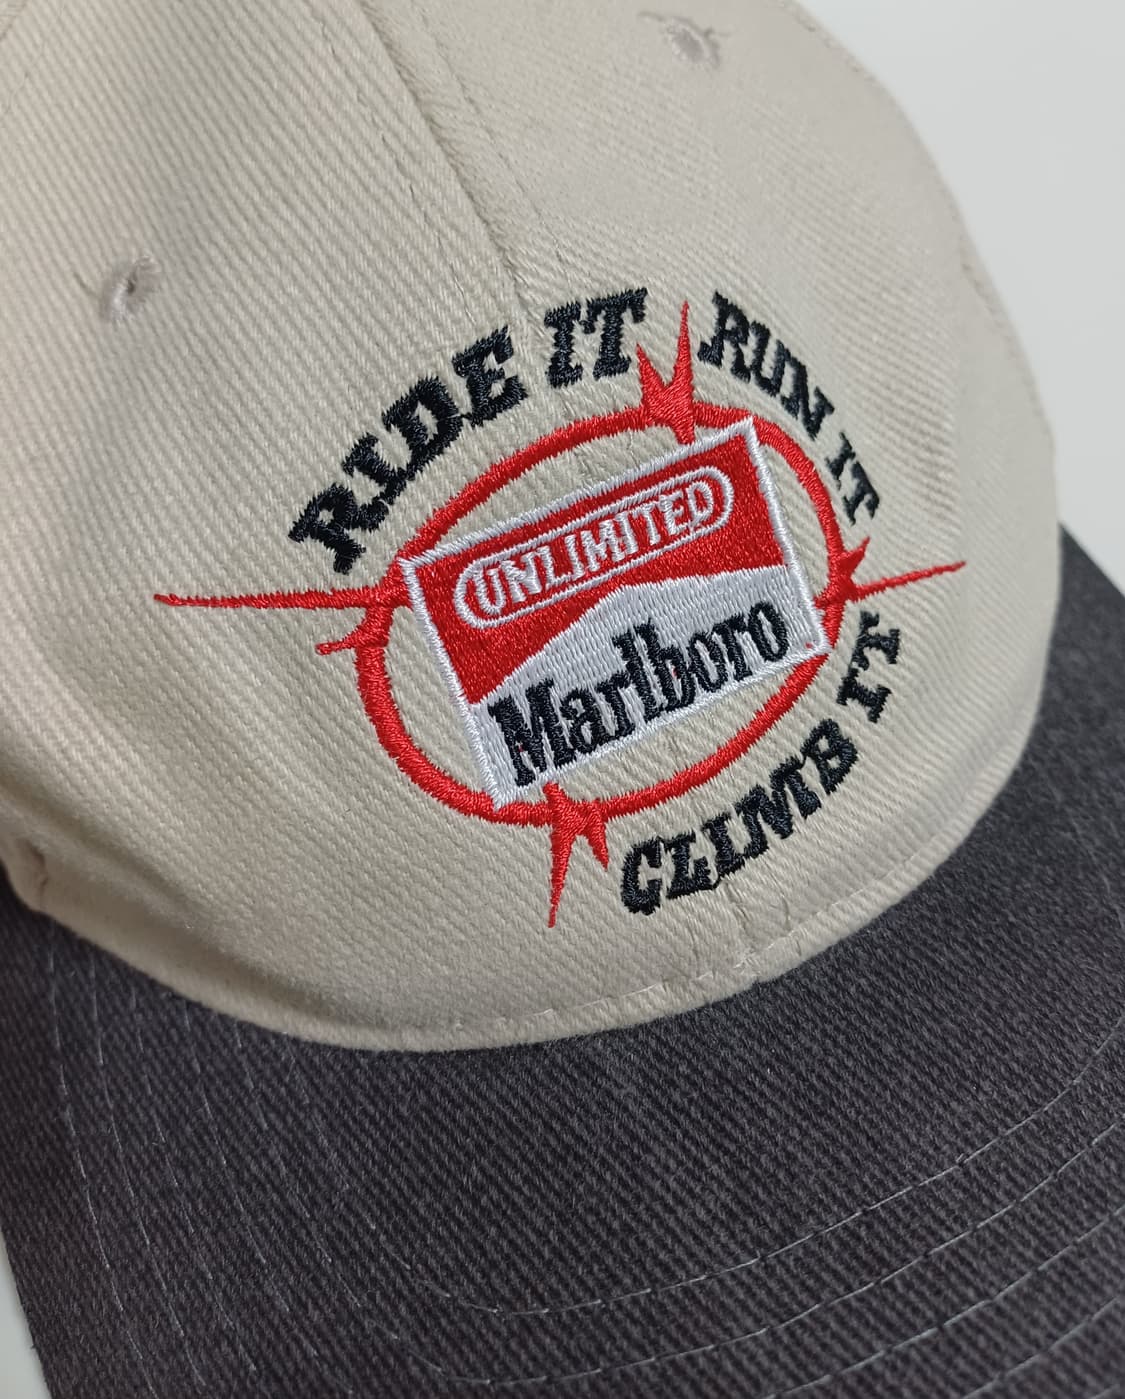 RIDE IT RUN IT CLIMB IT
UNLIMITED
Marlboro